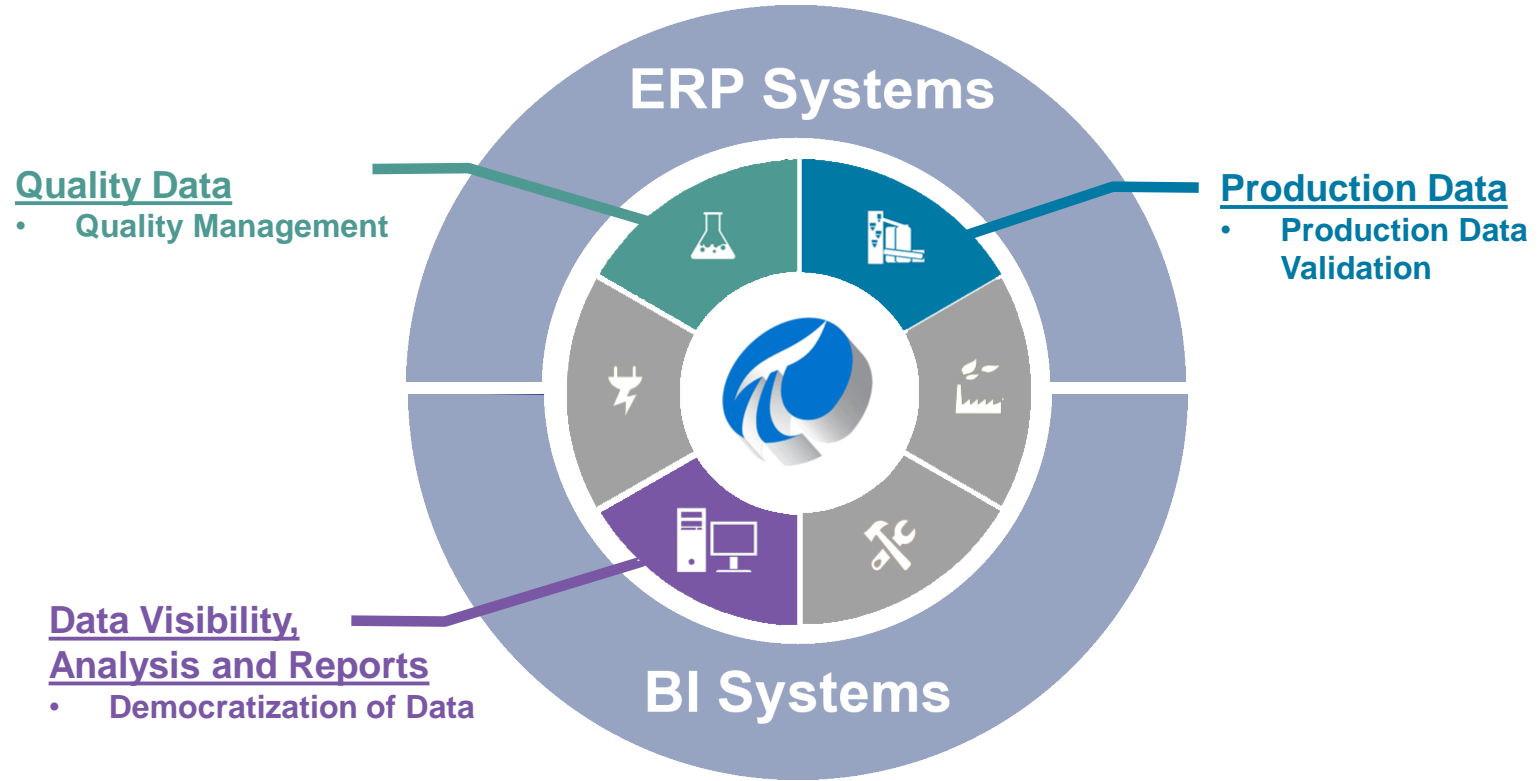 ERP Systems
Quality Data
• Quality Management
Production Data
• Production Data
Validation
Data Visibility,
Analysis and Reports
• Democratization of Data
BI Systems